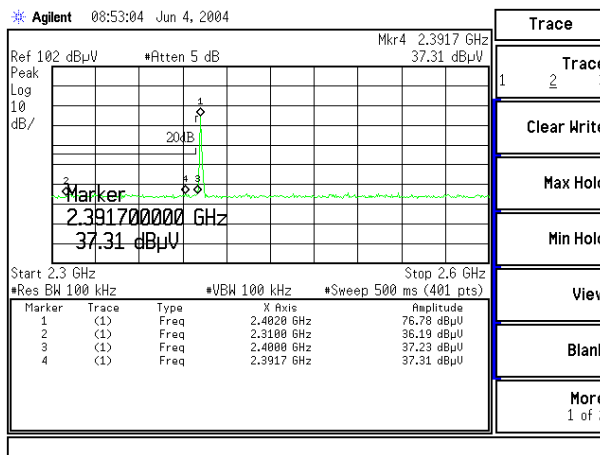 Agilent 08:53:04 Jun 4, 2004
Mkr4 2.3917 GHz
Ref 102 dBµV #Atten 5 dB 37.31 dBµV
Peak
Log
10
dB/
1
20dB
2 4 3
Marker
2.391700000 GHz
37.31 dBµV
Start 2.3 GHz Stop 2.6 GHz
#Res BW 100 kHz #VBW 100 kHz #Sweep 500 ms (401 pts)
Marker Trace Type X Axis Amplitude
1 (1) Freq 2.4020 GHz 76.78 dBµV
2 (1) Freq 2.3100 GHz 36.19 dBµV
3 (1) Freq 2.4000 GHz 37.23 dBµV
4 (1) Freq 2.3917 GHz 37.31 dBµV
Trace
Trace
1 2
Clear Write
Max Hold
Min Hold
View
Blank
More
1 of